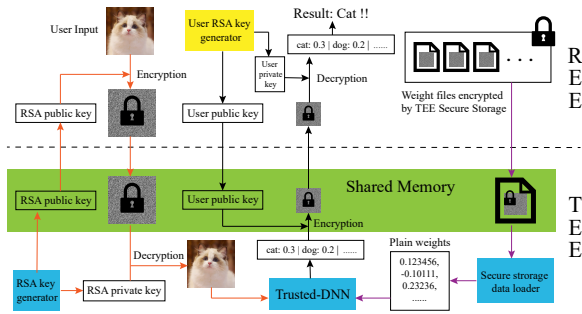 Result: Cat !!
User Input
User RSA key
generator
cat: 0.3 | dog: 0.2 | ......
User
private
key
Encryption
Decryption
. . .
Weight files encrypted
by TEE Secure Storage
REE
RSA public key
User public key
RSA public key
User public key
Shared Memory
TEE
Encryption
Decryption
cat: 0.3 | dog: 0.2 | ......
Plain weights
0.123456,
-0.10111,
0.23236,
......
RSA key
generator
RSA private key
Trusted-DNN
Secure strorage
data loader